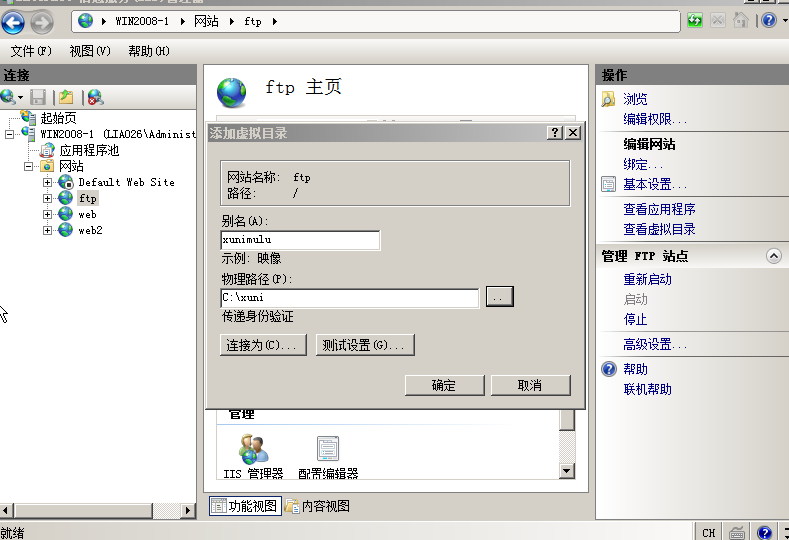 WIN2008-1 网站 ftp
文件(F) 视图(V) 帮助(H)
连接
起始页
WIN2008-1 (LIA026\Administ
应用程序池
网站
Default Web Site
ftp
web
web2
ftp 主页
添加虚拟目录
网站名称: ftp
路径: /
别名(A):
xunimulu
示例: 映像
物理路径(P):
C:\xuni
..
传递身份验证
连接为(C)... 测试设置(G)...
确定 取消
管理
IIS 管理器 配置编辑器
功能视图 内容视图
操作
浏览
编辑权限...
编辑网站
绑定...
基本设置...
查看应用程序
查看虚拟目录
管理 FTP 站点
重新启动
启动
停止
高级设置...
帮助
联机帮助
就绪
CH